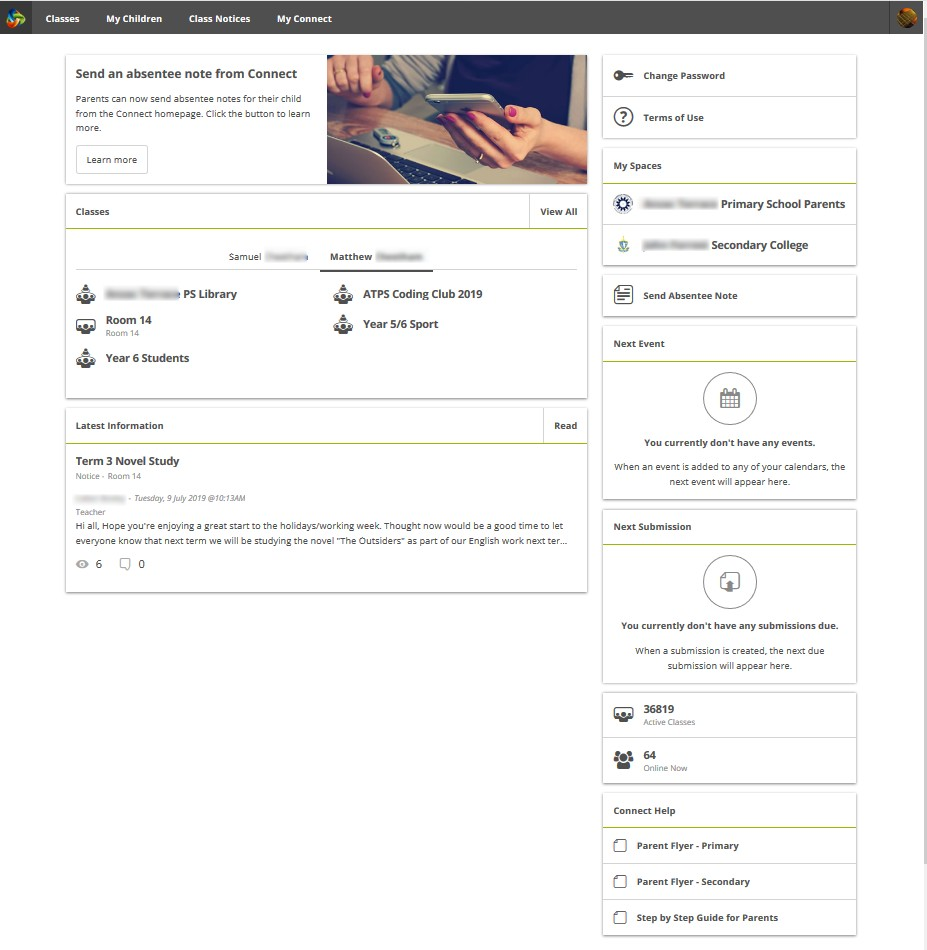 Classes My Children Class Notices My Connect
Send an absentee note from Connect
Parents can now send absentee notes for their child
from the Connect homepage. Click the button to learn
more.
Learn more
Classes
View All
Samuel
Matthew
PS Library
Room 14
Room 14
Year 6 Students
ATPS Coding Club 2019
Year 5/6 Sport
Latest Information
Read
Term 3 Novel Study
Notice - Room 14
- Tuesday, 9 July 2019 @10:13AM
Teacher
Hi all, Hope you're enjoying a great start to the holidays/working week. Thought now would be a good time to let
everyone know that next term we will be studying the novel "The Outsiders" as part of our English work next ter...
6 0
Change Password
Terms of Use
My Spaces
Primary School Parents
Secondary College
Send Absentee Note
Next Event
You currently don't have any events.
When an event is added to any of your calendars, the
next event will appear here.
Next Submission
You currently don't have any submissions due.
When a submission is created, the next due
submission will appear here.
36819
Active Classes
64
Online Now
Connect Help
Parent Flyer - Primary
Parent Flyer - Secondary
Step by Step Guide for Parents